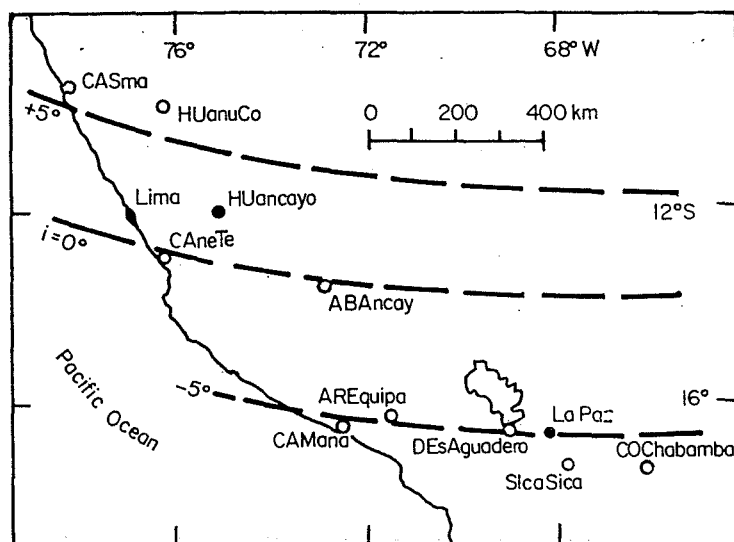 76° 72° 68° W
CASma
HUanuCo
0 200 400 km
+5°
Lima
HUancayo
12°S
i=0°
CAneTe
ABAncay
Pacific Ocean
-5°
AREquipa
16°
La Paz
CAMana
DEsAguadero
COChabamba
SIcaSica